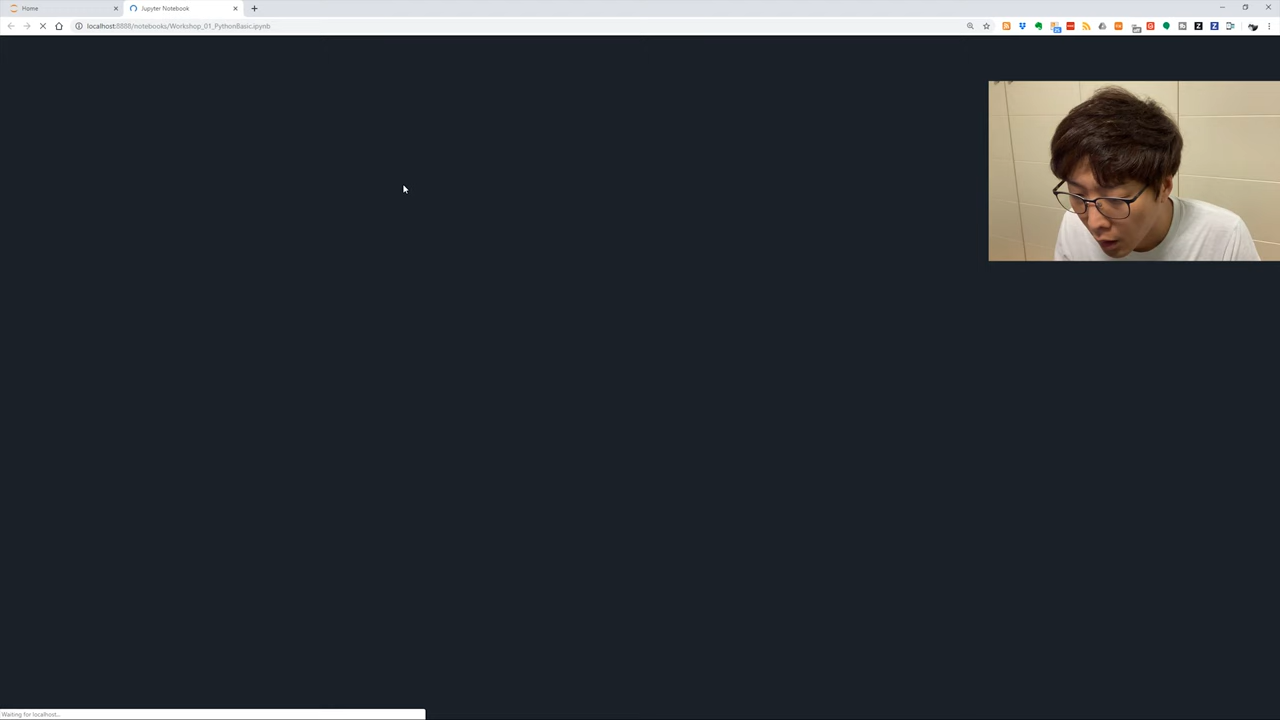 Home
Jupyter Notebook
localhost:8888/notebooks/Workshop_01_PythonBasic.ipynb
Waiting for localhost...